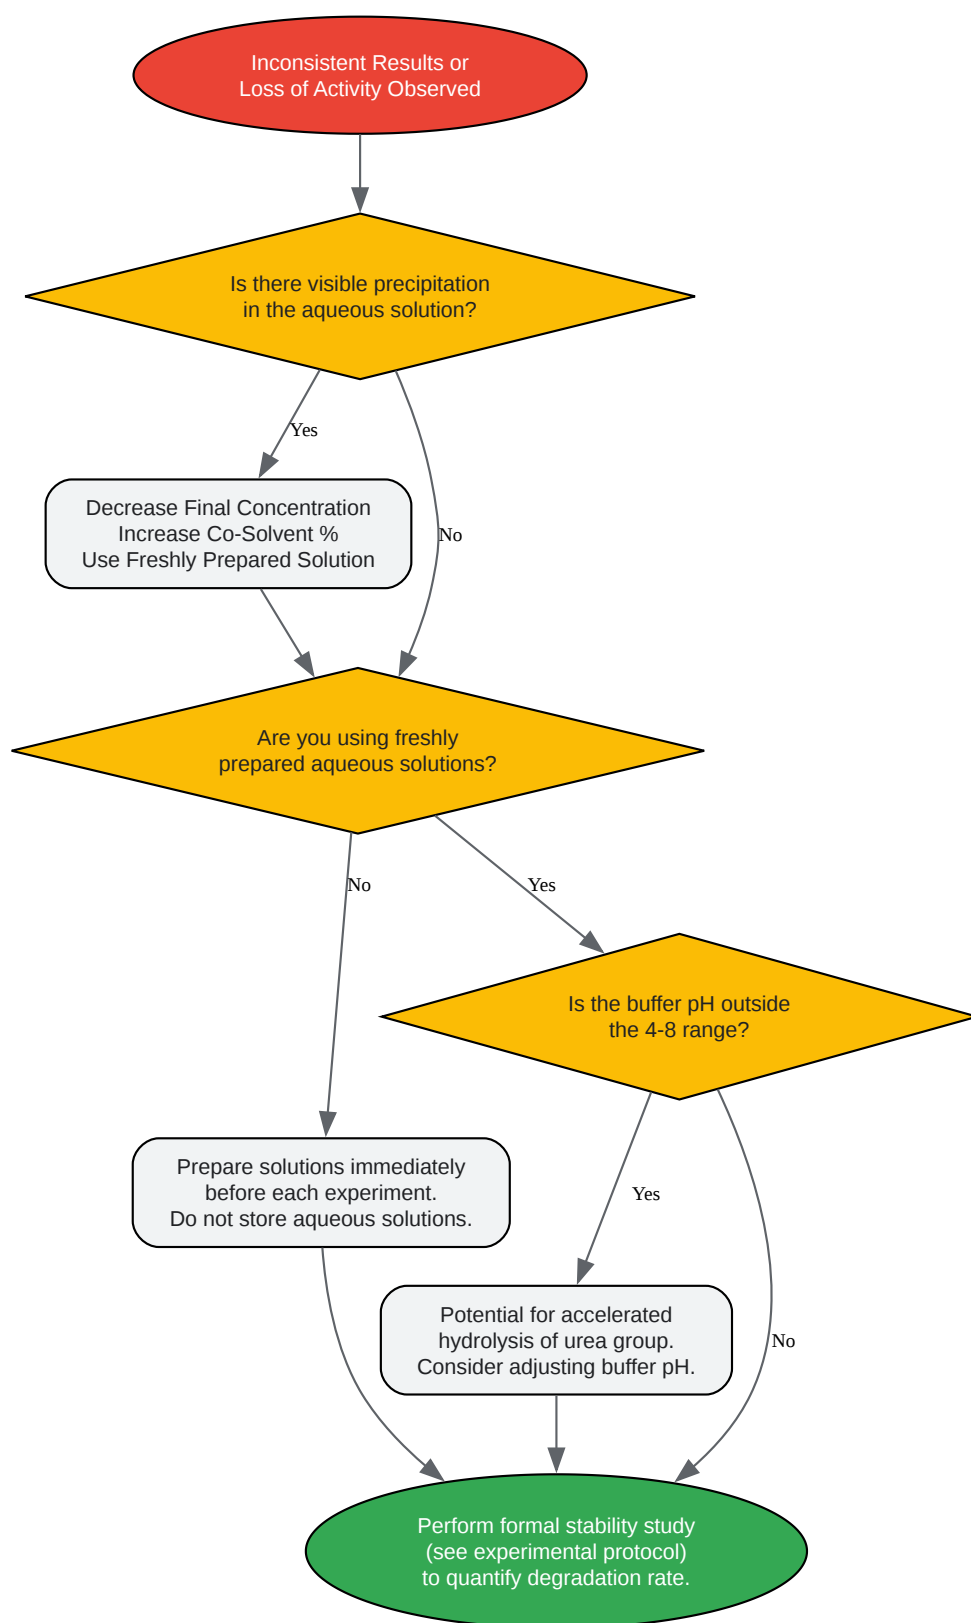 Inconsistent Results or
Loss of Activity Observed
Is there visible precipitation
in the aqueous solution?
Yes
Decrease Final Concentration
Increase Co-Solvent %
Use Freshly Prepared Solution
No
Are you using freshly
prepared aqueous solutions?
No
Yes
Is the buffer pH outside
the 4-8 range?
Prepare solutions immediately
before each experiment.
Do not store aqueous solutions.
Yes
Potential for accelerated
hydrolysis of urea group.
Consider adjusting buffer pH.
No
Perform formal stability study
(see experimental protocol)
to quantify degradation rate.